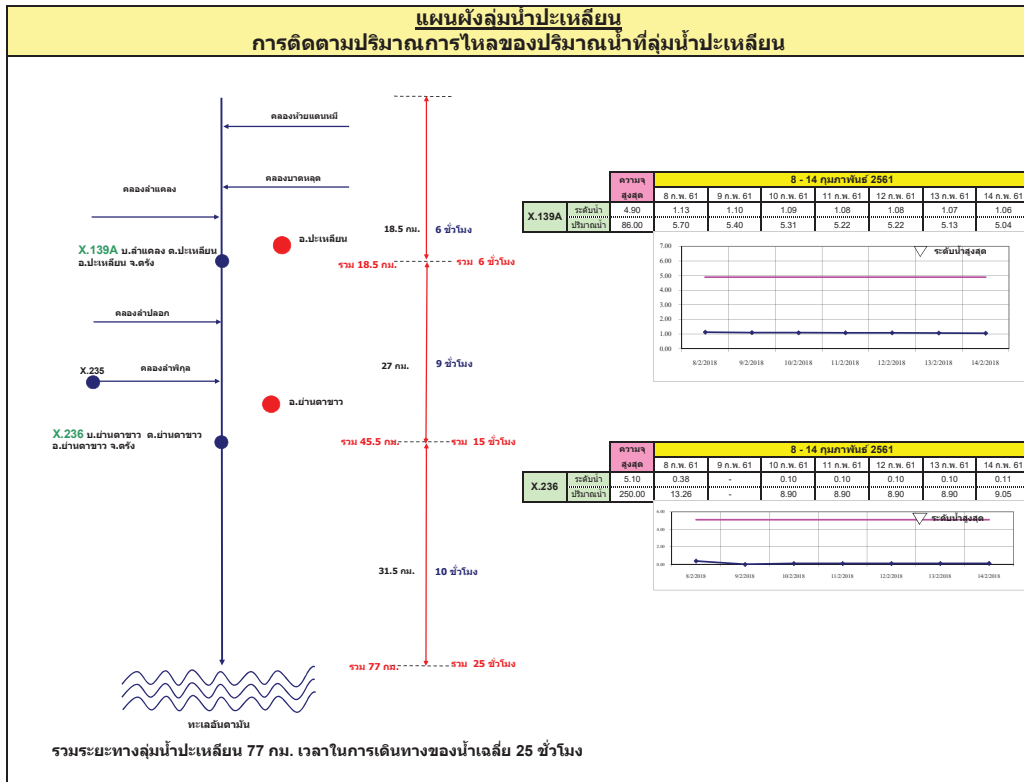 แผนผังลุ่มน้ำปะเหลียน
การติดตามปริมาณการไหลของปริมาณน้ำที่ลุ่มน้ำปะเหลียน
คลองห้วยแดนหมี
คลองบาดหลุด
คลองลำแคลง
18.5 กม. 6 ชั่วโมง
อ.ปะเหลียน
X.139A บ.ลำแคลง ต.ปะเหลียน
อ.ปะเหลียน จ.ตรัง
รวม 18.5 กม. รวม 6 ชั่วโมง
ความจุ 8 - 14 กุมภาพันธ์ 2561
สูงสุด 8 ก.พ. 61 9 ก.พ. 61 10 ก.พ. 61 11 ก.พ. 61 12 ก.พ. 61 13 ก.พ. 61 14 ก.พ. 61
X.139A ระดับน้ำ 4.90 1.13 1.10 1.09 1.08 1.08 1.07 1.06
ปริมาณน้ำ 86.00 5.70 5.40 5.31 5.22 5.22 5.13 5.04
ระดับน้ำสูงสุด
7.00
6.00
5.00
4.00
3.00
2.00
1.00
0.00
8/2/2018 9/2/2018 10/2/2018 11/2/2018 12/2/2018 13/2/2018 14/2/2018
คลองลำปลอก
X.235 คลองลำพิกุล
27 กม. 9 ชั่วโมง
อ.ย่านตาขาว
X.236 บ.ย่านตาขาว ต.ย่านตาขาว
อ.ย่านตาขาว จ.ตรัง
รวม 45.5 กม. รวม 15 ชั่วโมง
ความจุ 8 - 14 กุมภาพันธ์ 2561
สูงสุด 8 ก.พ. 61 9 ก.พ. 61 10 ก.พ. 61 11 ก.พ. 61 12 ก.พ. 61 13 ก.พ. 61 14 ก.พ. 61
X.236 ระดับน้ำ 5.10 0.38 - 0.10 0.10 0.10 0.10 0.11
ปริมาณน้ำ 250.00 13.26 - 8.90 8.90 8.90 8.90 9.05
ระดับน้ำสูงสุด
6.00
4.00
2.00
0.00
8/2/2018 9/2/2018 10/2/2018 11/2/2018 12/2/2018 13/2/2018 14/2/2018
31.5 กม. 10 ชั่วโมง
รวม 77 กม. รวม 25 ชั่วโมง
ทะเลอันดามัน
รวมระยะทางลุ่มน้ำปะเหลียน 77 กม. เวลาในการเดินทางของน้ำเฉลี่ย 25 ชั่วโมง